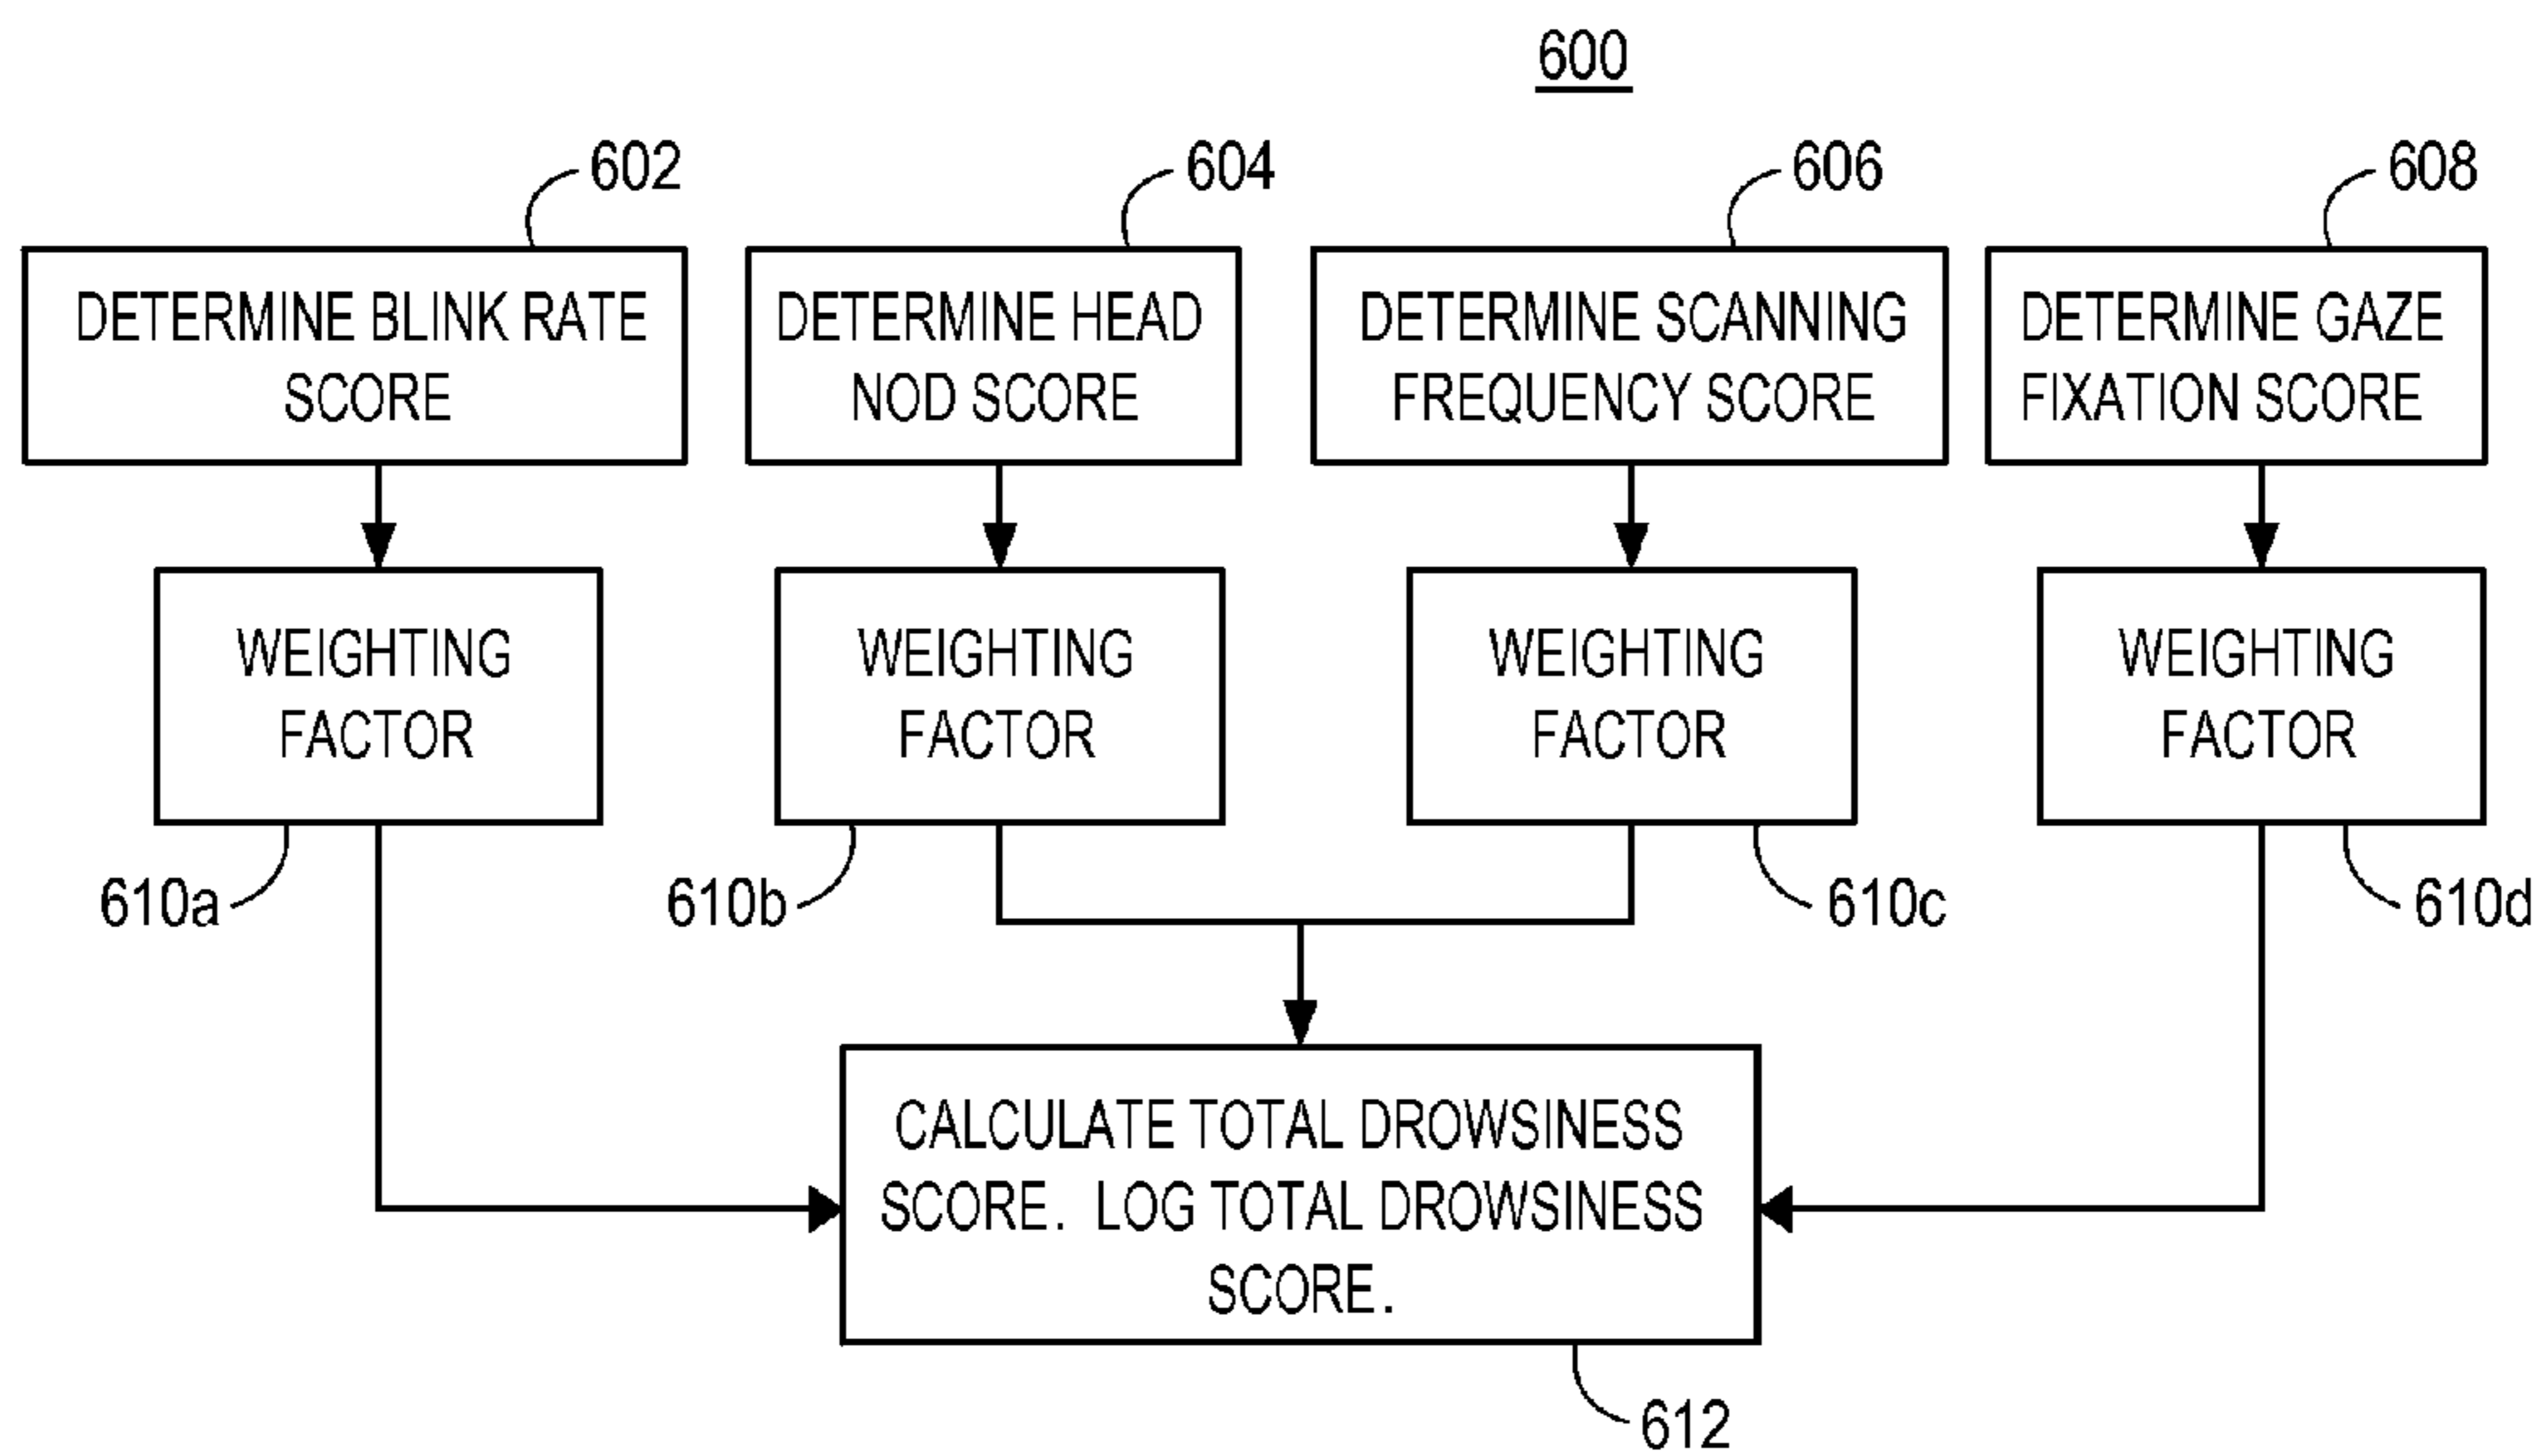 600
602
604
606
608
DETERMINE BLINK RATE
SCORE
DETERMINE HEAD
NOD SCORE
DETERMINE SCANNING
FREQUENCY SCORE
DETERMINE GAZE
FIXATION SCORE
WEIGHTING
FACTOR
WEIGHTING
FACTOR
WEIGHTING
FACTOR
WEIGHTING
FACTOR
610a
610b
610c
610d
CALCULATE TOTAL DROWSINESS
SCORE. LOG TOTAL DROWSINESS
SCORE.
612